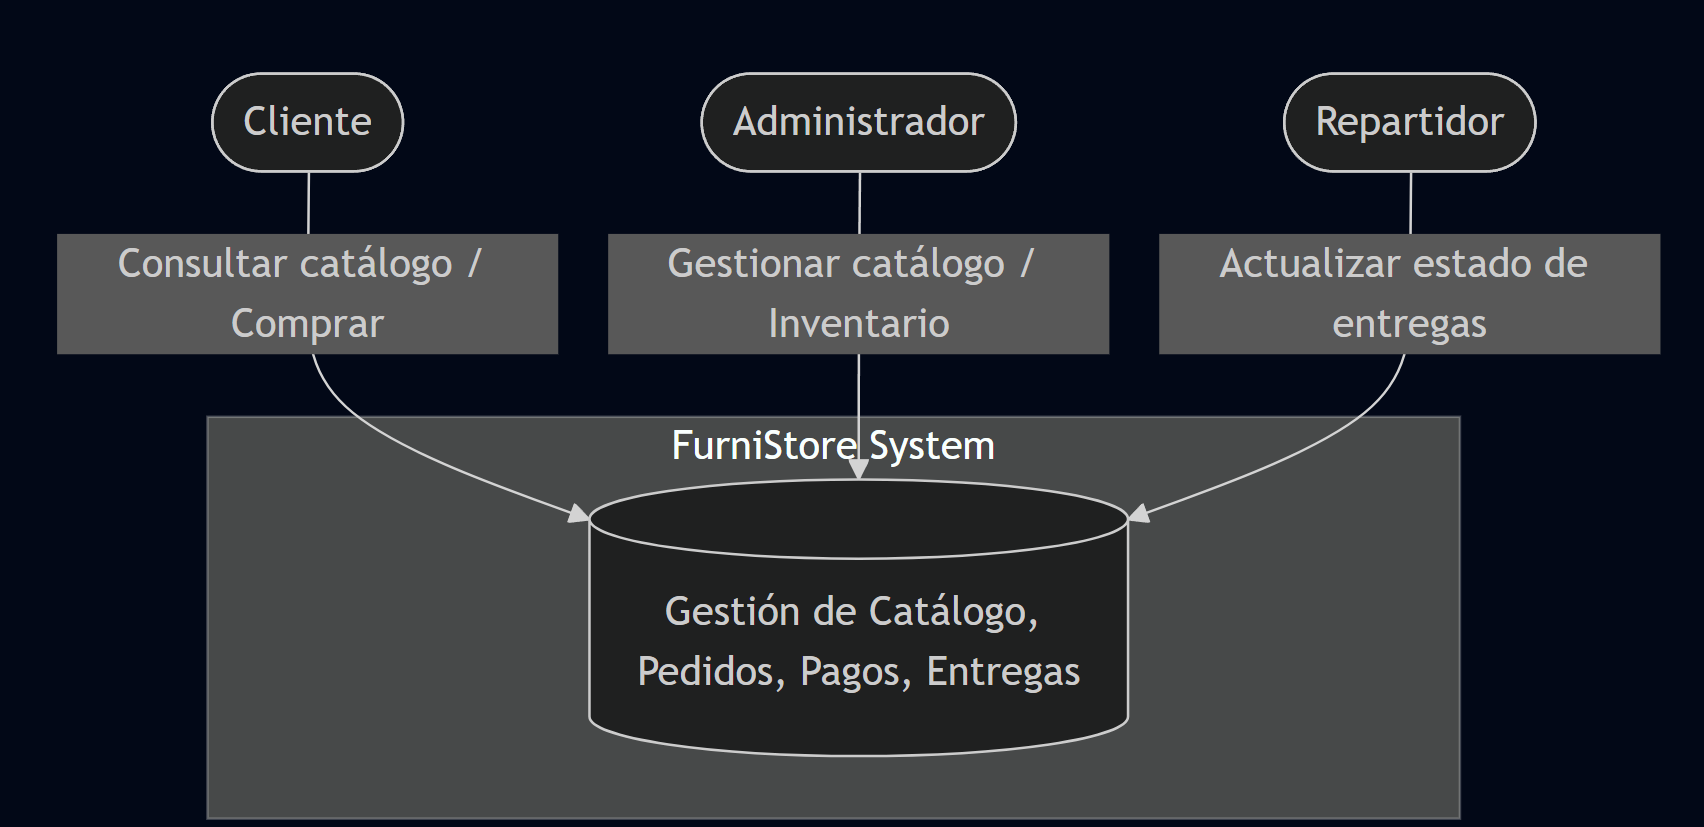 Cliente
Administrador
Repartidor
Consultar catálogo /
Comprar
Gestionar catálogo /
Inventario
Actualizar estado de
entregas
FurniStore System
Gestión de Catálogo,
Pedidos, Pagos, Entregas